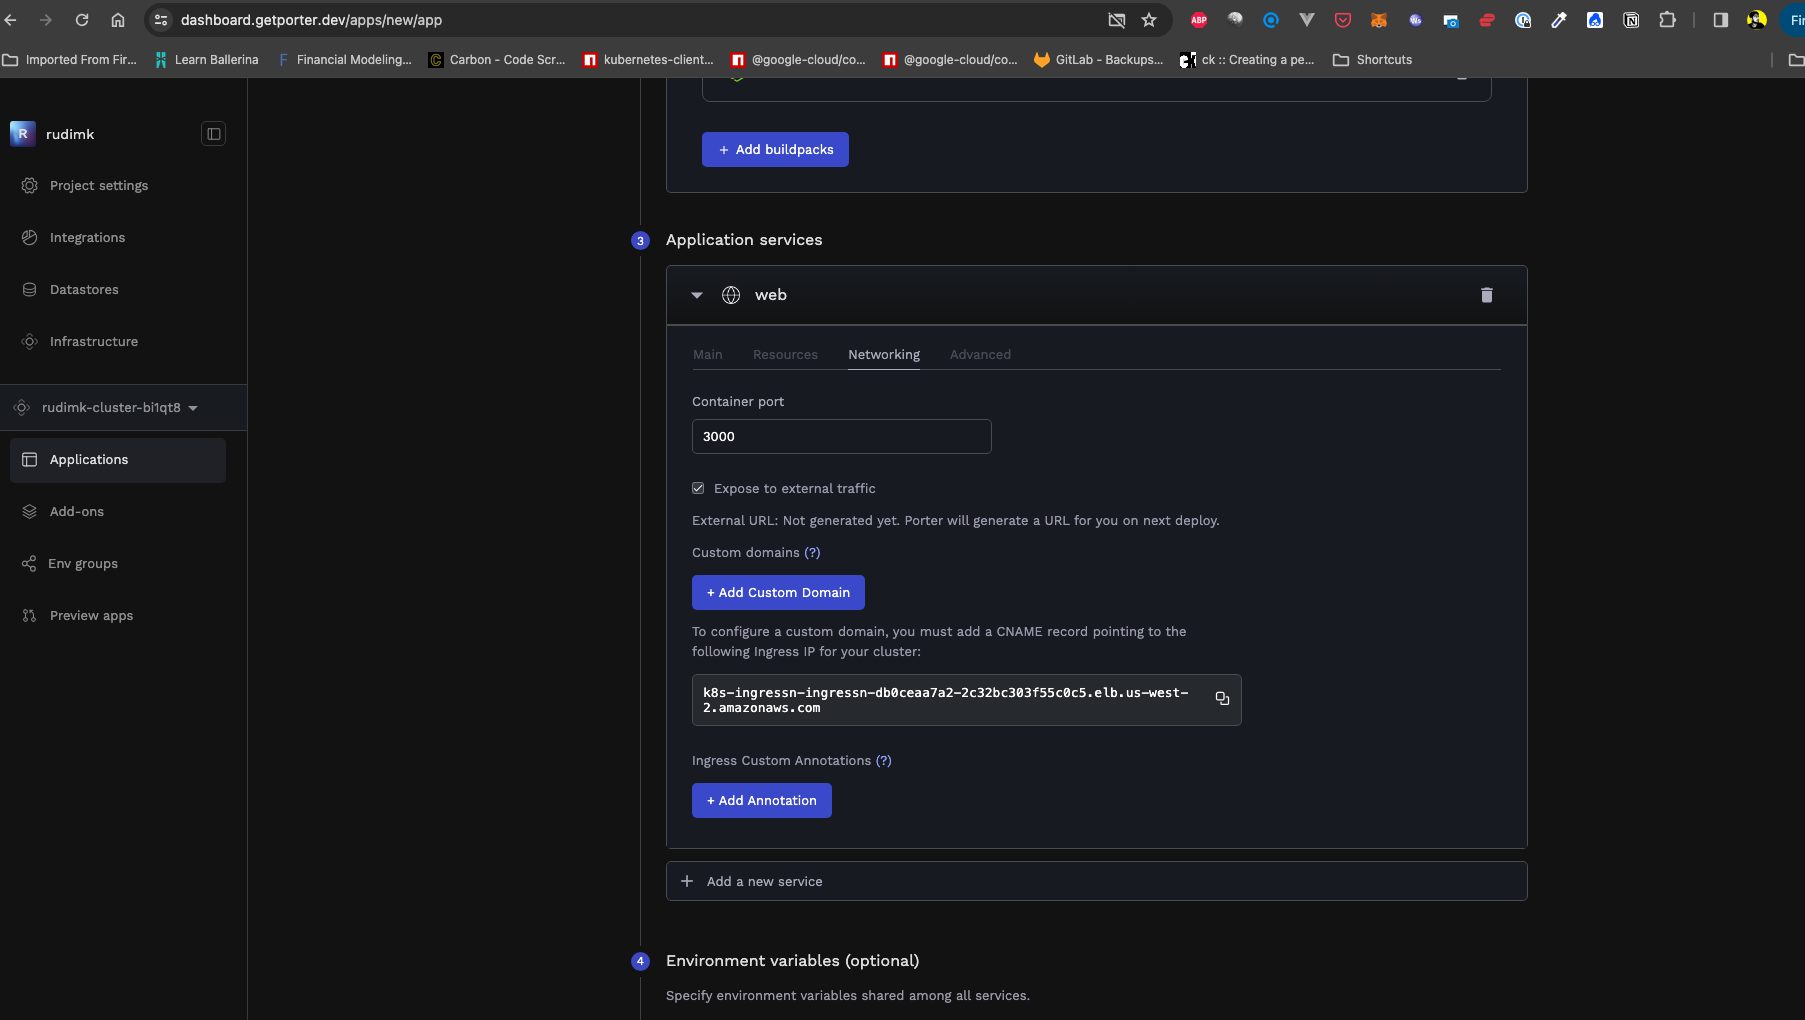 dashboard.getporter.dev/apps/new/app
ABP
Fi
Imported From Fir...
Learn Ballerina
F Financial Modeling...
Carbon - Code Scr...
kubernetes-client...
@google-cloud/co...
@google-cloud/co...
GitLab - Backups...
ck :: Creating a pe...
Shortcuts
R rudimk
Project settings
Integrations
Datastores
Infrastructure
rudimk-cluster-bi1qt8
Applications
Add-ons
Env groups
Preview apps
+ Add buildpacks
3 Application services
web
Main Resources Networking Advanced
Container port
3000
Expose to external traffic
External URL: Not generated yet. Porter will generate a URL for you on next deploy.
Custom domains (?)
+ Add Custom Domain
To configure a custom domain, you must add a CNAME record pointing to the
following Ingress IP for your cluster:
k8s-ingressn-ingressn-db0ceaa7a2-2c32bc303f55c0c5.elb.us-west-
2.amazonaws.com
Ingress Custom Annotations (?)
+ Add Annotation
+ Add a new service
4 Environment variables (optional)
Specify environment variables shared among all services.